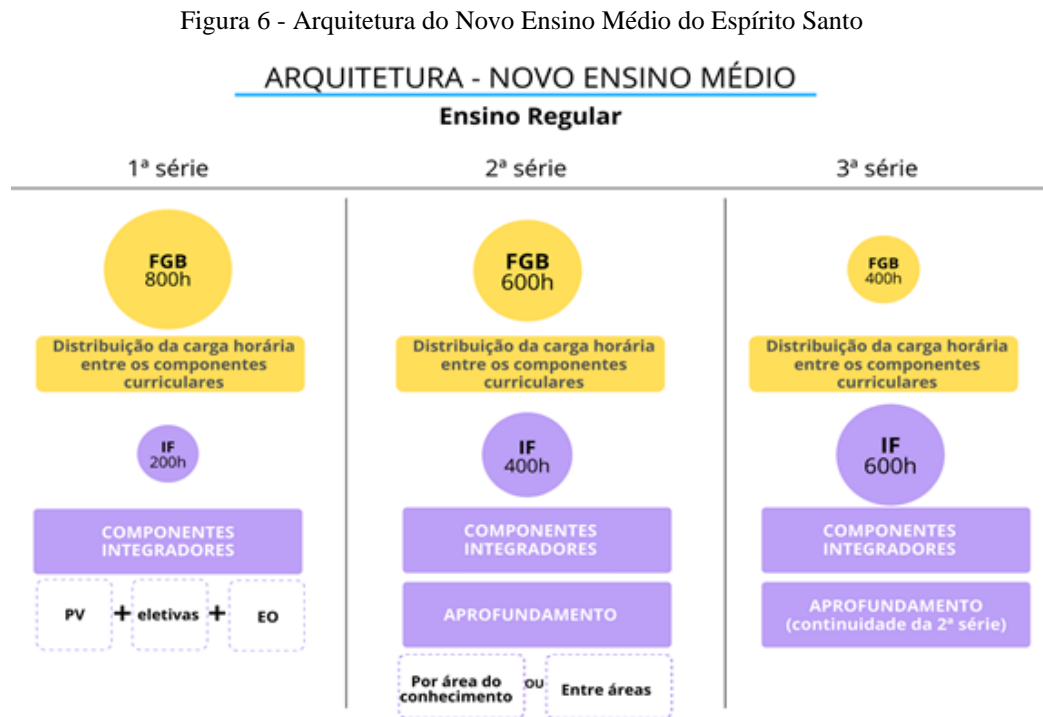 Figura 6 - Arquitetura do Novo Ensino Médio do Espírito Santo
ARQUITETURA - NOVO ENSINO MÉDIO
Ensino Regular
1ª série
2ª série
3ª série
FGB
800h
FGB
600h
FGB
400h
Distribuição da carga horária
entre os componentes
curriculares
Distribuição da carga horária
entre os componentes
curriculares
Distribuição da carga horária
entre os componentes
curriculares
IF
200h
IF
400h
IF
600h
COMPONENTES
INTEGRADORES
COMPONENTES
INTEGRADORES
COMPONENTES
INTEGRADORES
PV + eletivas + EO
APROFUNDAMENTO
APROFUNDAMENTO
(continuidade da 2ª série)
Por área do
conhecimento
OU
Entre áreas